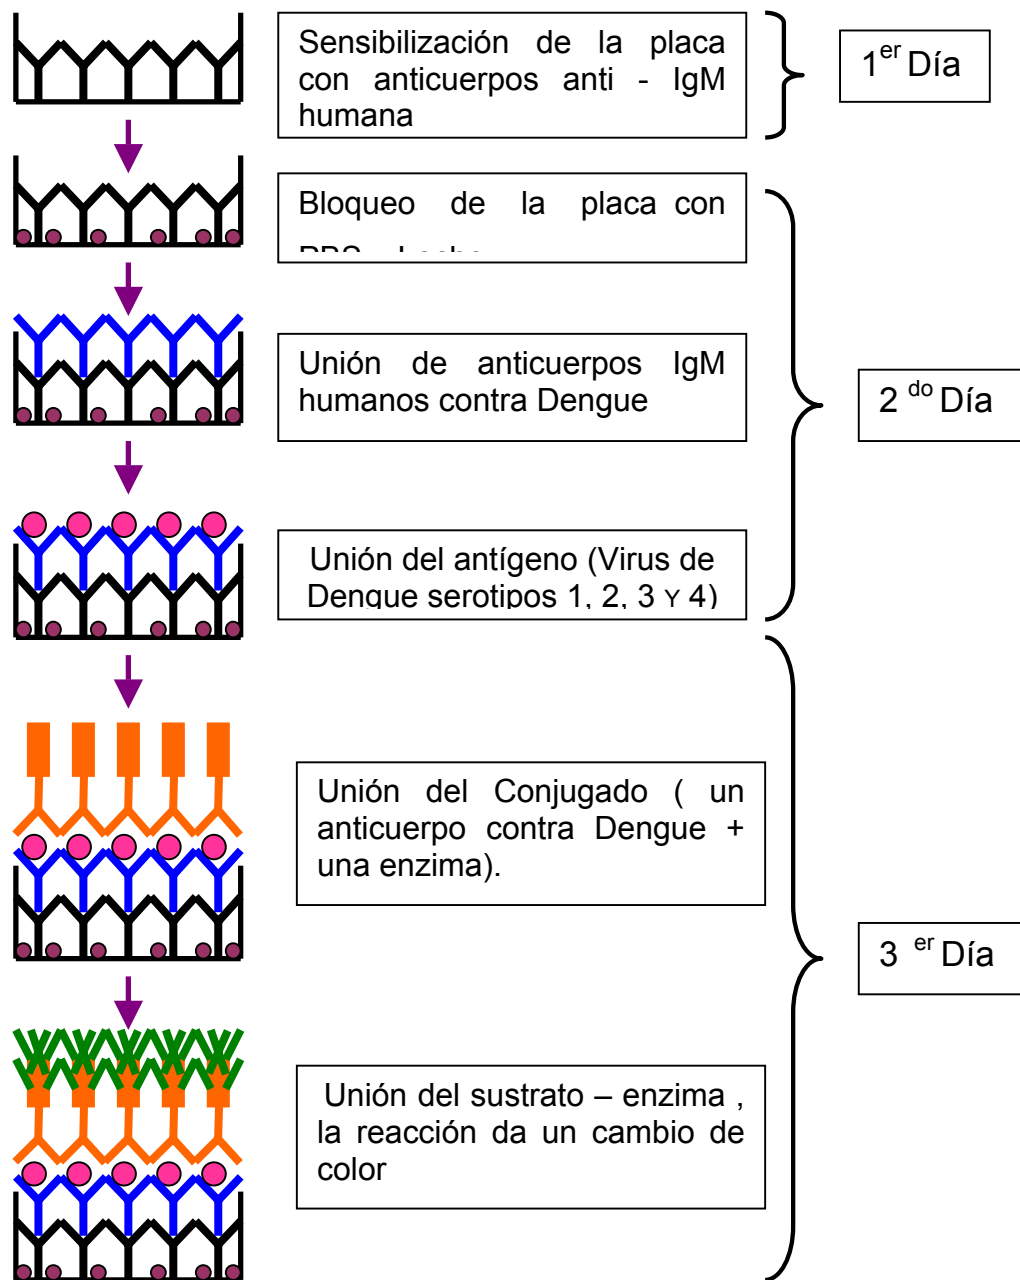 Sensibilización de la placa
con anticuerpos anti - IgM
humana
1er Día
Bloqueo de la placa con
Unión de anticuerpos IgM
humanos contra Dengue
2 do Día
Unión del antígeno (Virus de
Dengue serotipos 1, 2, 3 Y 4)
Unión del Conjugado ( un
anticuerpo contra Dengue +
una enzima).
3 er Día
Unión del sustrato – enzima ,
la reacción da un cambio de
color